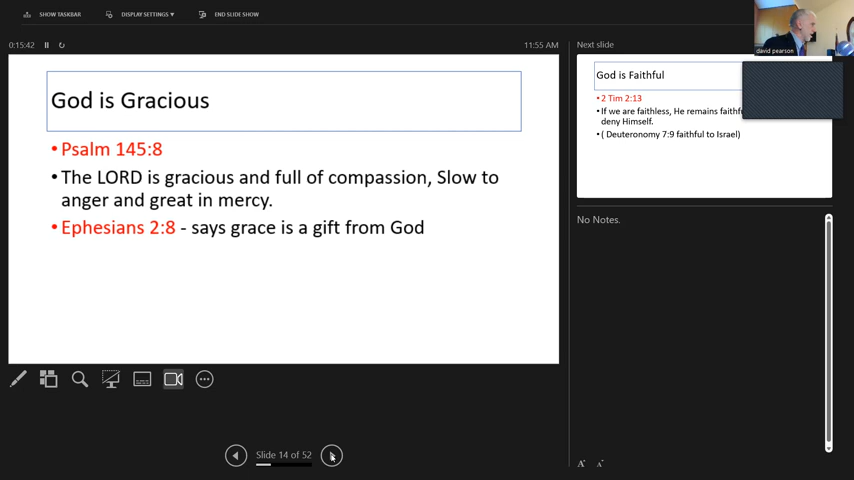 SHOW TASKBAR
DISPLAY SETTINGS ▼
END SLIDE SHOW
david pearson
0:15:42
11:55 AM
Next slide
God is Gracious
• Psalm 145:8
• The LORD is gracious and full of compassion, Slow to
anger and great in mercy.
• Ephesians 2:8 - says grace is a gift from God
God is Faithful
• 2 Tim 2:13
• If we are faithless, He remains
deny Himself.
• ( Deuteronomy 7:9 faithful to Israel)
No Notes.
Slide 14 of 52
A A